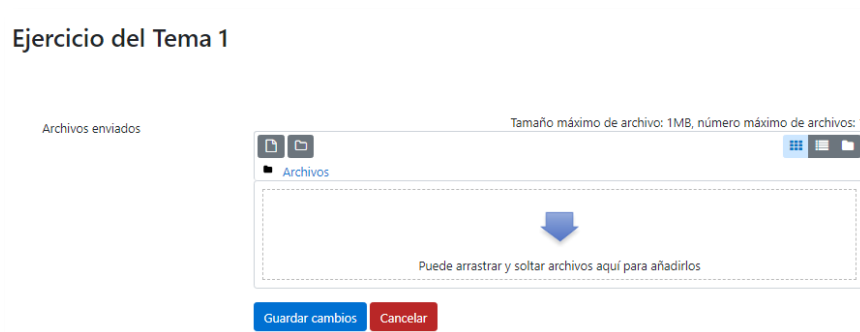 Ejercicio del Tema 1
Archivos enviados
Tamaño máximo de archivo: 1MB, número máximo de archivos:
Archivos
Puede arrastrar y soltar archivos aquí para añadirlos
Guardar cambios
Cancelar